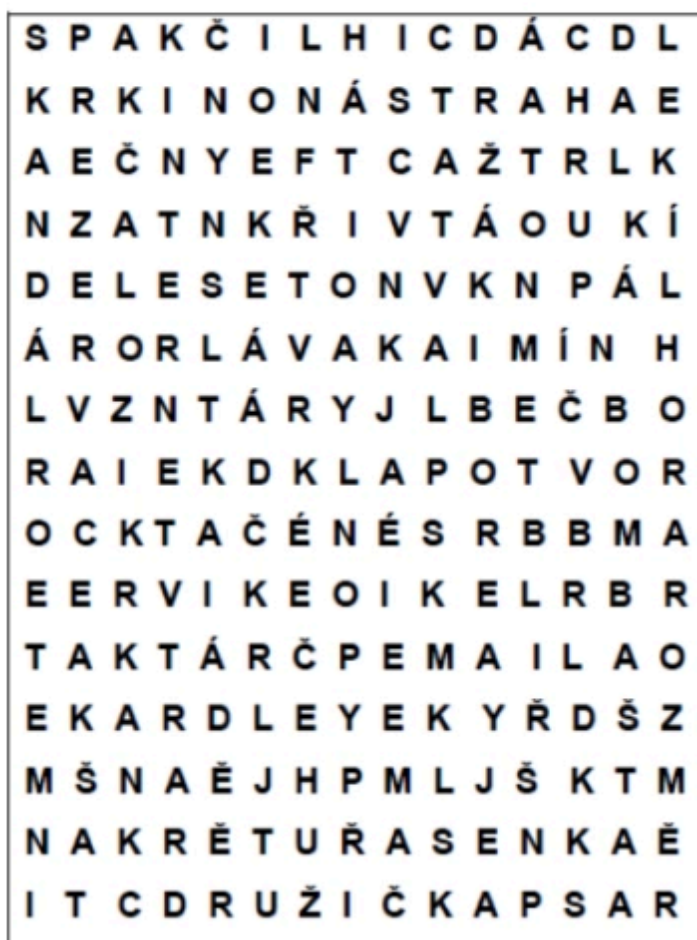 S P A K Č I L H I C D Á C D L
K R K I N O N Á S T R A H A E
A E Č N Y E F T C A Ž T R L K
N Z A T N K Ř I V T Á O U K Í
D E L E S E T O N V K N P Á L
Á R O R L Á V A K A I M Í N H
L V Z N T Á R Y J L B E Č B O
R A I E K D K L A P O T V O R
O C K T A Č É N É S R B B M A
E E R V I K E O I K E L R B R
T A K T Á R Č P E M A I L A O
E K A R D L E Y E K Y Ř D Š Z
M Š N A Ě J H P M L J Š K T M
N A K R Ě T U Ř A S E N K A Ě
I T C D R U Ž I Č K A P S A R